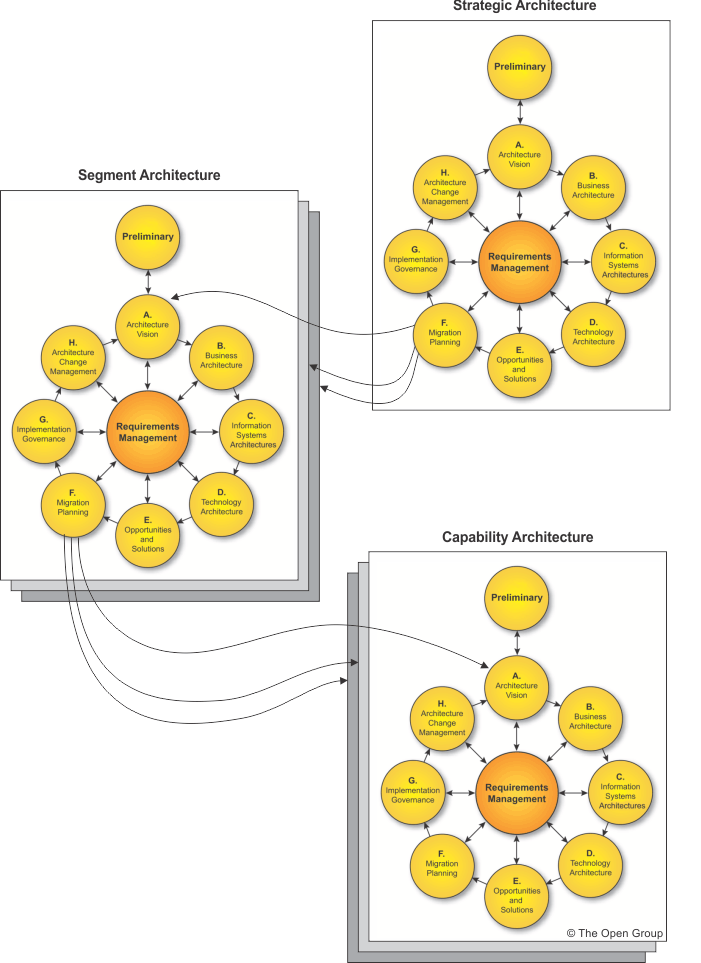 Strategic Architecture
Preliminary
A.
Architecture
Vision
B.
Business
Architecture
C.
Information
Systems
Architectures
D.
Technology
Architecture
E.
Opportunities
and
Solutions
F.
Migration
Planning
G.
Implementation
Governance
H.
Architecture
Change
Management
Requirements
Management
Segment Architecture
Preliminary
A.
Architecture
Vision
B.
Business
Architecture
C.
Information
Systems
Architectures
D.
Technology
Architecture
E.
Opportunities
and
Solutions
F.
Migration
Planning
G.
Implementation
Governance
H.
Architecture
Change
Management
Requirements
Management
Capability Architecture
Preliminary
A.
Architecture
Vision
B.
Business
Architecture
C.
Information
Systems
Architectures
D.
Technology
Architecture
E.
Opportunities
and
Solutions
F.
Migration
Planning
G.
Implementation
Governance
H.
Architecture
Change
Management
Requirements
Management
© The Open Group